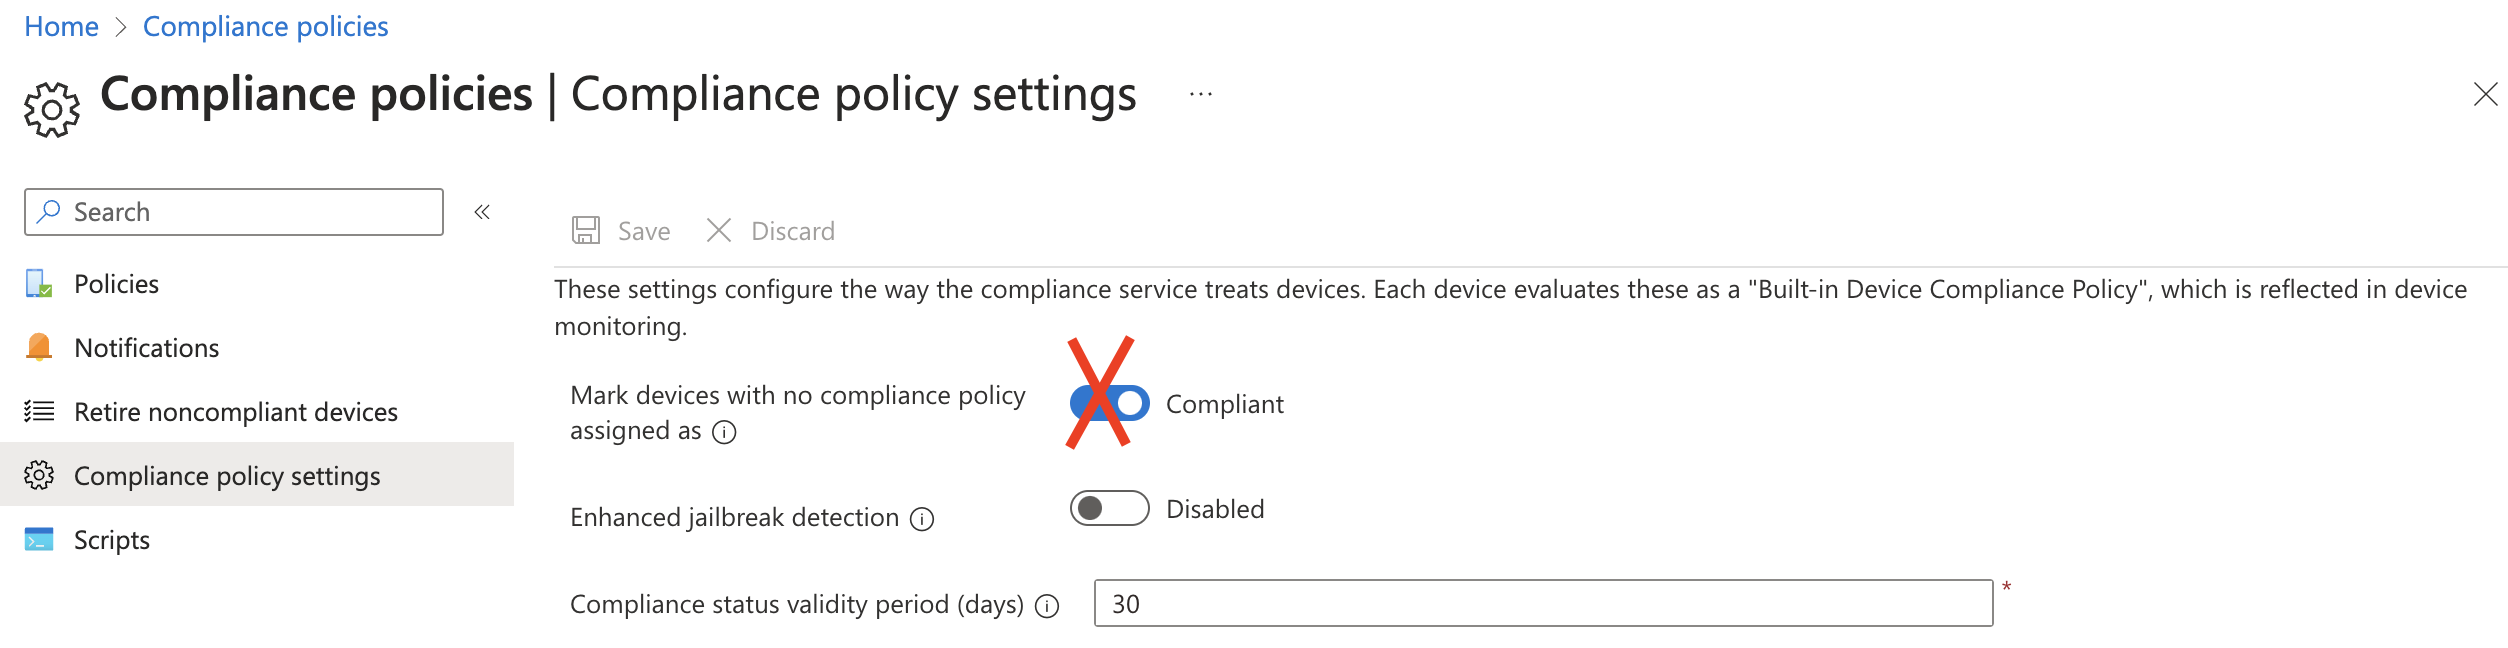 Home > Compliance policies
Compliance policies | Compliance policy settings ...
Search
«
Policies
Notifications
Retire noncompliant devices
Compliance policy settings
Scripts
Save Discard
These settings configure the way the compliance service treats devices. Each device evaluates these as a "Built-in Device Compliance Policy", which is reflected in device
monitoring.
Mark devices with no compliance policy
assigned as
Compliant
Enhanced jailbreak detection
Disabled
Compliance status validity period (days)
30
*